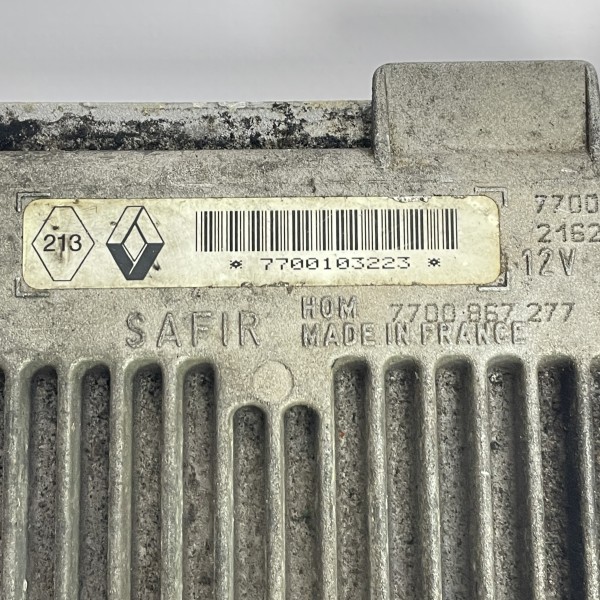 213
* 7700103223 *
7700
2162
12V
SAFIR
HOM 7700 867 277
MADE IN FRANCE